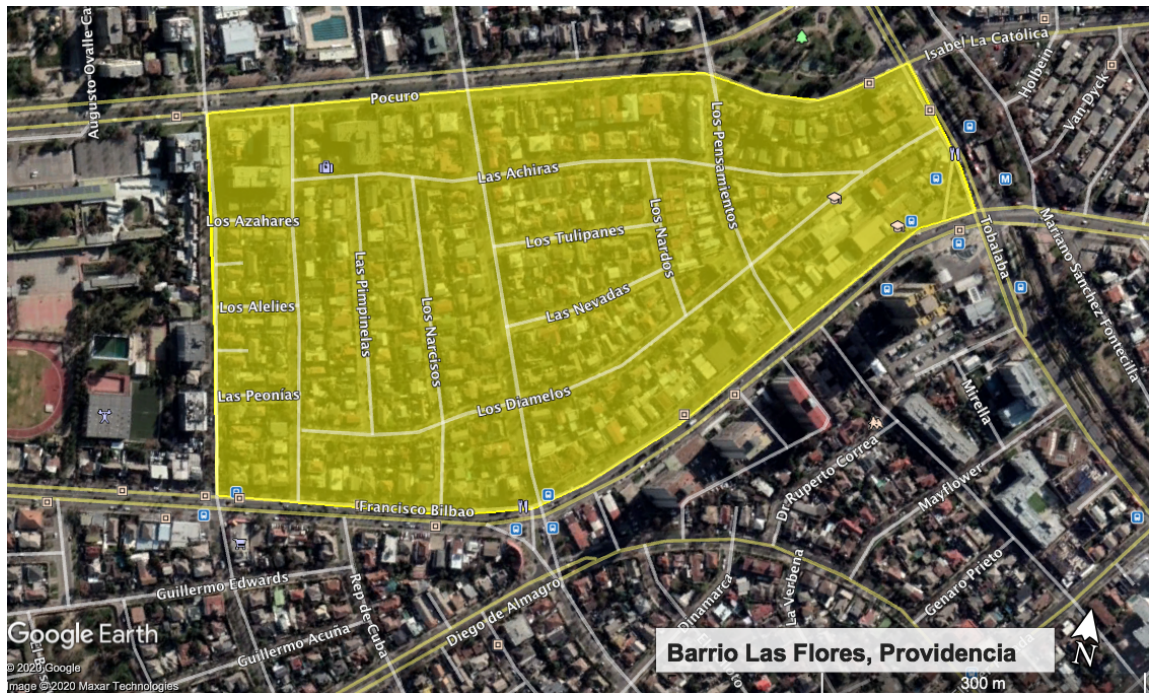 Augusto Ovalle Ca
Isabel La Católica
Holbein
Van Dyck
Pocuro
Los Pensamientos
Las Achiras
Los Azahares
Los Tulipanes
Los Nardos
Las Pimpinelas
Los Narcisos
Las Nevadas
Los Alelies
Tobalaba
Mariano Sánchez Fontecilla
M
Las Peonías
Los Diamelos
Mirella
Francisco Bilbao
Dr. Ruperto Correa
Mayflower
Guillermo Edwards
Rep de Cuba
Diego de Almagro
Dinamarca
La Verbena
Genaro Prieto
Guillermo Acuña
Google Earth
© 2020 Google
Image © 2020 Maxar Technologies
Barrio Las Flores, Providencia
N
300 m